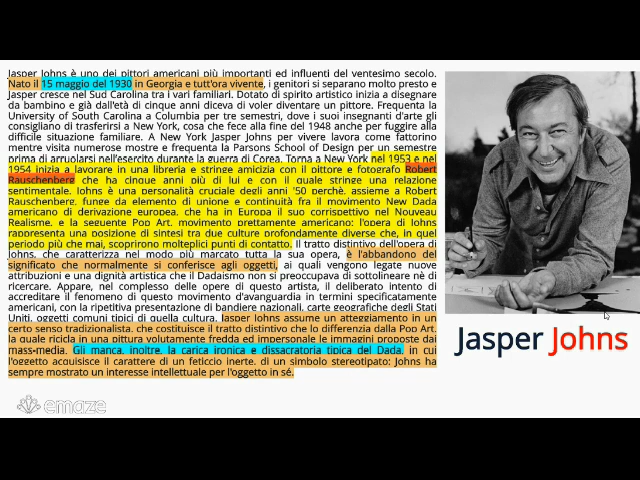 Jasper Johns è uno dei pittori americani più importanti ed influenti del ventesimo secolo.
Nato il 15 maggio del 1930 in Georgia e tutt'ora vivente, i genitori si separano molto presto e
Jasper cresce nel Sud Carolina tra i vari familiari. Dotato di spirito artistico inizia a disegnare
da bambino e già dall'età di cinque anni diceva di voler diventare un pittore. Frequenta la
University of South Carolina a Columbia per tre semestri, dove i suoi insegnanti d'arte gli
consigliano di trasferirsi a New York, cosa che fece alla fine del 1948 anche per fuggire alla
difficile situazione familiare. A New York Jasper Johns per vivere lavora come fattorino
mentre visita numerose mostre e frequenta la Parsons School of Design per un semestre
prima di arruolarsi nell'esercito durante la guerra di Corea. Torna a New York nel 1953 e nel
1954 inizia a lavorare in una libreria e stringe amicizia con il pittore e fotografo Robert
Rauschenberg che ha cinque anni più di lui e con il quale stringe una relazione
sentimentale. Johns è una personalità cruciale degli anni '50 perchè, assieme a Robert
Rauschenberg, funge da elemento di unione e continuità fra il movimento New Dada
americano di derivazione europea, che ha in Europa il suo corrispettivo nel Nouveau
Realisme, e la seguente Pop Art, movimento prettamente americano: l'opera di Johns
rappresenta una posizione di sintesi tra due culture profondamente diverse che, in quel
periodo più che mai, scoprirono molteplici punti di contatto. Il tratto distintivo dell'opera di
Johns, che caratterizza nel modo più marcato tutta la sua opera, è l'abbandono del
significato che normalmente si conferisce agli oggetti, ai quali vengono legate nuove
attribuzioni e una dignità artistica che il Dadaismo non si preoccupava di sottolineare nè di
ricercare. Appare, nel complesso delle opere di questo artista, il deliberato intento di
accreditare il fenomeno di questo movimento d'avanguardia in termini specificatamente
americani, con la ripetitiva presentazione di bandiere nazionali, carte geografiche degli Stati
Uniti, oggetti comuni tipici di quella cultura. Jasper Johns assume un atteggiamento in un
certo senso tradizionalista, che costituisce il tratto distintivo che lo differenzia dalla Pop Art,
la quale ricicla in una pittura volutamente fredda ed impersonale le immagini proposte dai
mass-media. Gli manca, inoltre, la carica ironica e dissacratoria tipica del Dada, in cui
l'oggetto acquisisce il carattere di un feticcio inerte, di un simbolo stereotipato: Johns ha
sempre mostrato un interesse intellettuale per l'oggetto in sé.
Jasper Johns
emaze